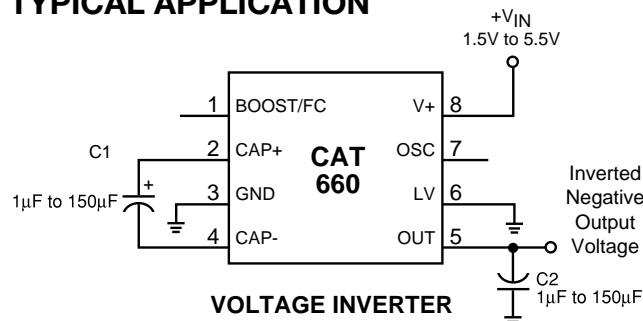 TYPICAL APPLICATION
+VIN
1.5V to 5.5V
1 BOOST/FC V+ 8
C1
2 CAP+ CAT 660 OSC 7
1µF to 150µF
+
3 GND LV 6
4 CAP- OUT 5
Inverted
Negative
Output
Voltage
C2
1µF to 150µF
VOLTAGE INVERTER